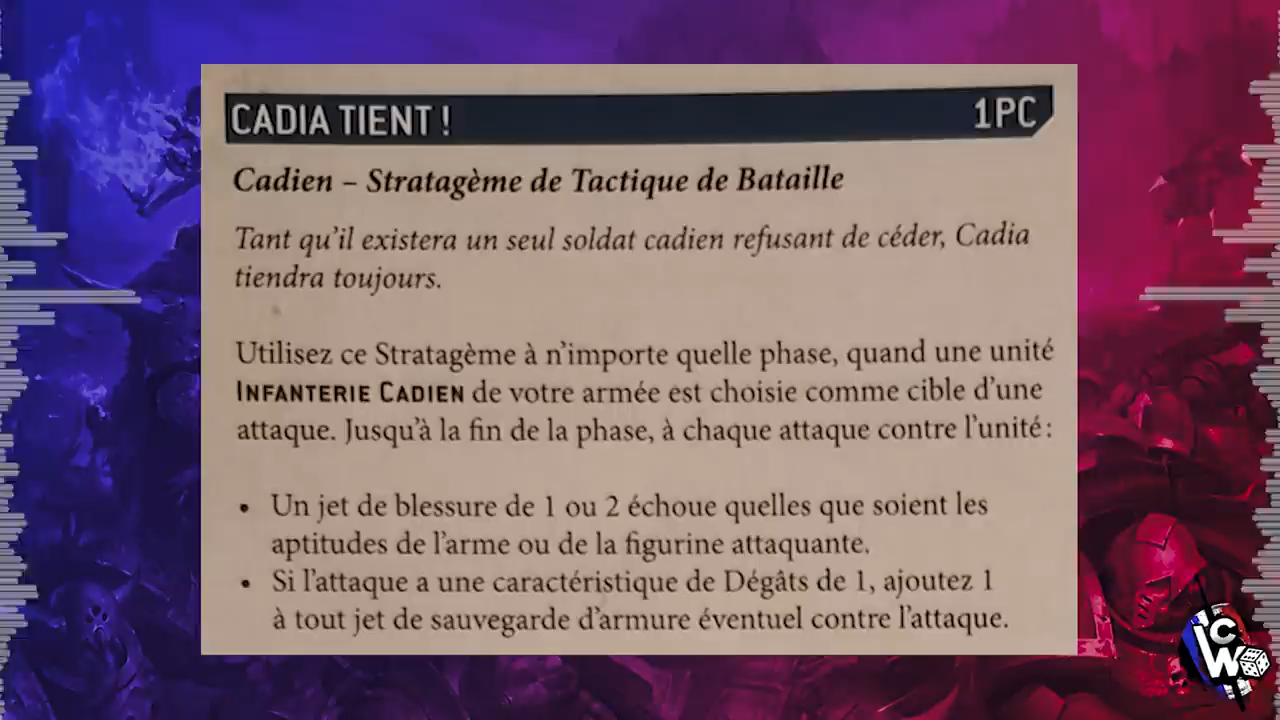 CADIA TIENT !
1PC
Cadien – Stratagème de Tactique de Bataille
Tant qu'il existera un seul soldat cadien refusant de céder, Cadia
tiendra toujours.
Utilisez ce Stratagème à n'importe quelle phase, quand une unité
INFANTERIE CADIEN de votre armée est choisie comme cible d'une
attaque. Jusqu'à la fin de la phase, à chaque attaque contre l'unité :
• Un jet de blessure de 1 ou 2 échoue quelles que soient les
aptitudes de l'arme ou de la figurine attaquante.
• Si l'attaque a une caractéristique de Dégâts de 1, ajoutez 1
à tout jet de sauvegarde d'armure éventuel contre l'attaque.
iCW